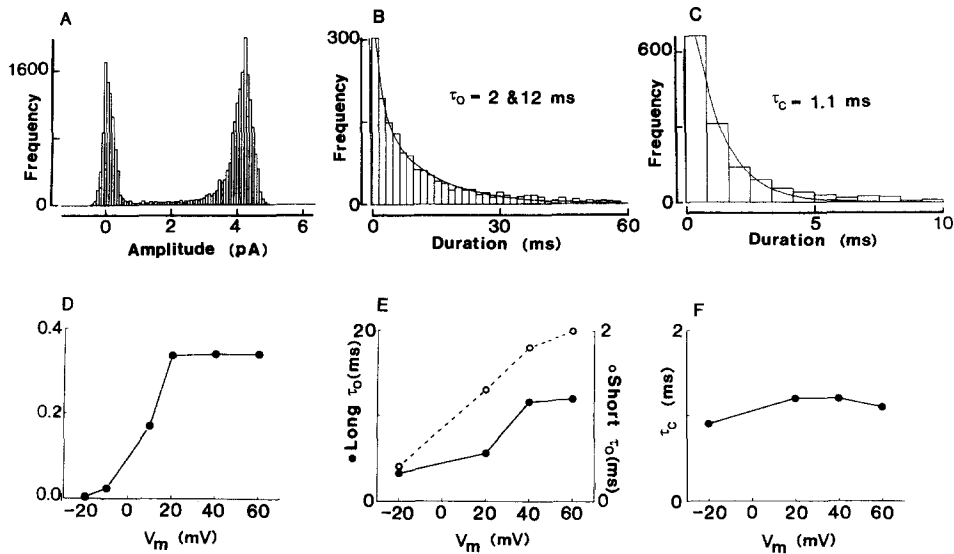 A
Frequency
1600
0
0
2
4
6
Amplitude (pA)
B
Frequency
300
0
τo = 2 & 12 ms
0
30
60
Duration (ms)
C
Frequency
600
0
τc = 1.1 ms
0
5
10
Duration (ms)
D
0.4
0.2
0.0
-20
0
20
40
60
Vm (mV)
E
● Long τo (ms)
20
0
2
0
○ Short τo (ms)
-20
0
20
40
60
Vm (mV)
F
τc (ms)
2
0
-20
0
20
40
60
Vm (mV)